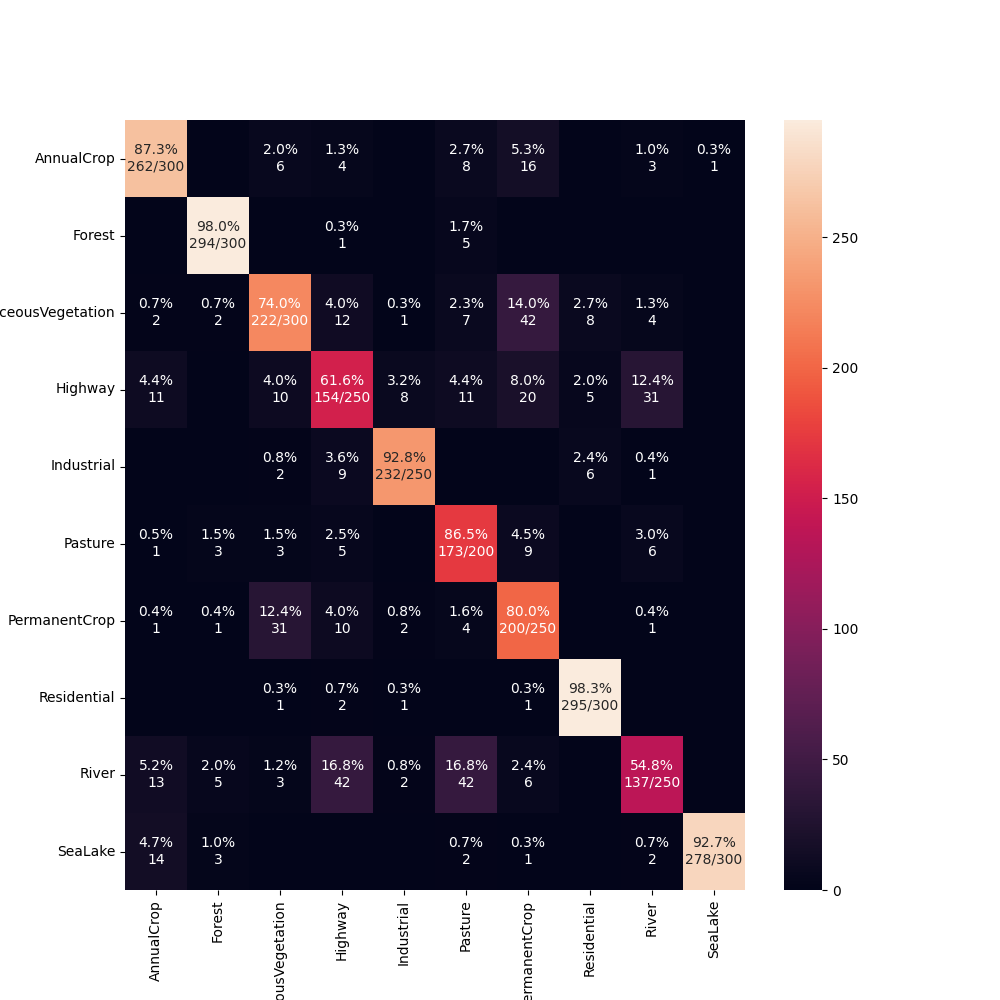 87.3% 2.0% 1.3% 2.7% 5.3% 1.0% 0.3%
AnnualCrop
262/300 6 4 8 16 3 1
98.0% 0.3% 1.7%
Forest
294/300 1 5
250
0.7% 0.7% 74.0% 4.0% 0.3% 2.3% 14.0% 2.7% 1.3%
ceousVegetation
2 2 222/300 12 1 7 42 8 4
200
4.4% 4.0% 61.6% 3.2% 4.4% 8.0% 2.0% 12.4%
Highway
11 10 154/250 8 11 20 5 31
0.8% 3.6% 92.8% 2.4% 0.4%
Industrial
2 9 232/250 6 1
150
0.5% 1.5% 1.5% 2.5% 86.5% 4.5% 3.0%
Pasture
1 3 3 5 173/200 9 6
0.4% 0.4% 12.4% 4.0% 0.8% 1.6% 80.0% 0.4%
PermanentCrop
1 1 31 10 2 4 200/250 1
100
0.3% 0.7% 0.3% 0.3% 98.3%
Residential
1 2 1 1 295/300
50
5.2% 2.0% 1.2% 16.8% 0.8% 16.8% 2.4% 54.8%
River
13 5 3 42 2 42 6 137/250
4.7% 1.0% 0.7% 0.3% 0.7% 92.7%
SeaLake
14 3 2 1 2 278/300
0
AnnualCrop
Forest
ousVegetation
Highway
Industrial
Pasture
ermanentCrop
Residential
River
SeaLake